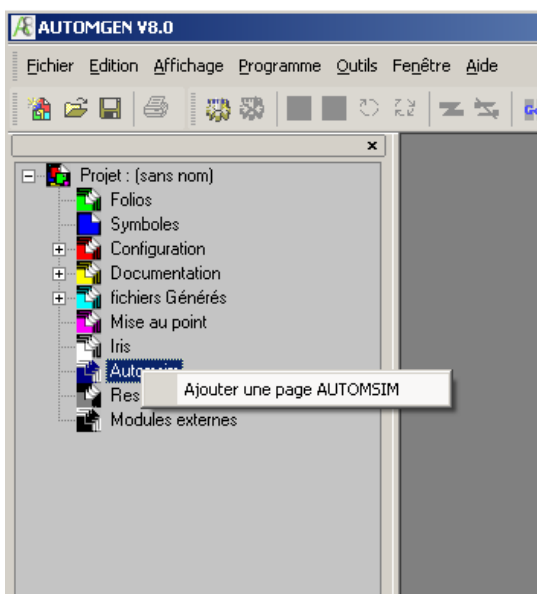 AUTOMGEN V8.0
Fichier Edition Affichage Programme Outils Fenêtre Aide
Projet : (sans nom)
Folios
Symboles
Configuration
Documentation
fichiers Générés
Mise au point
Iris
Ajouter une page AUTOMSIM
Res
Modules externes